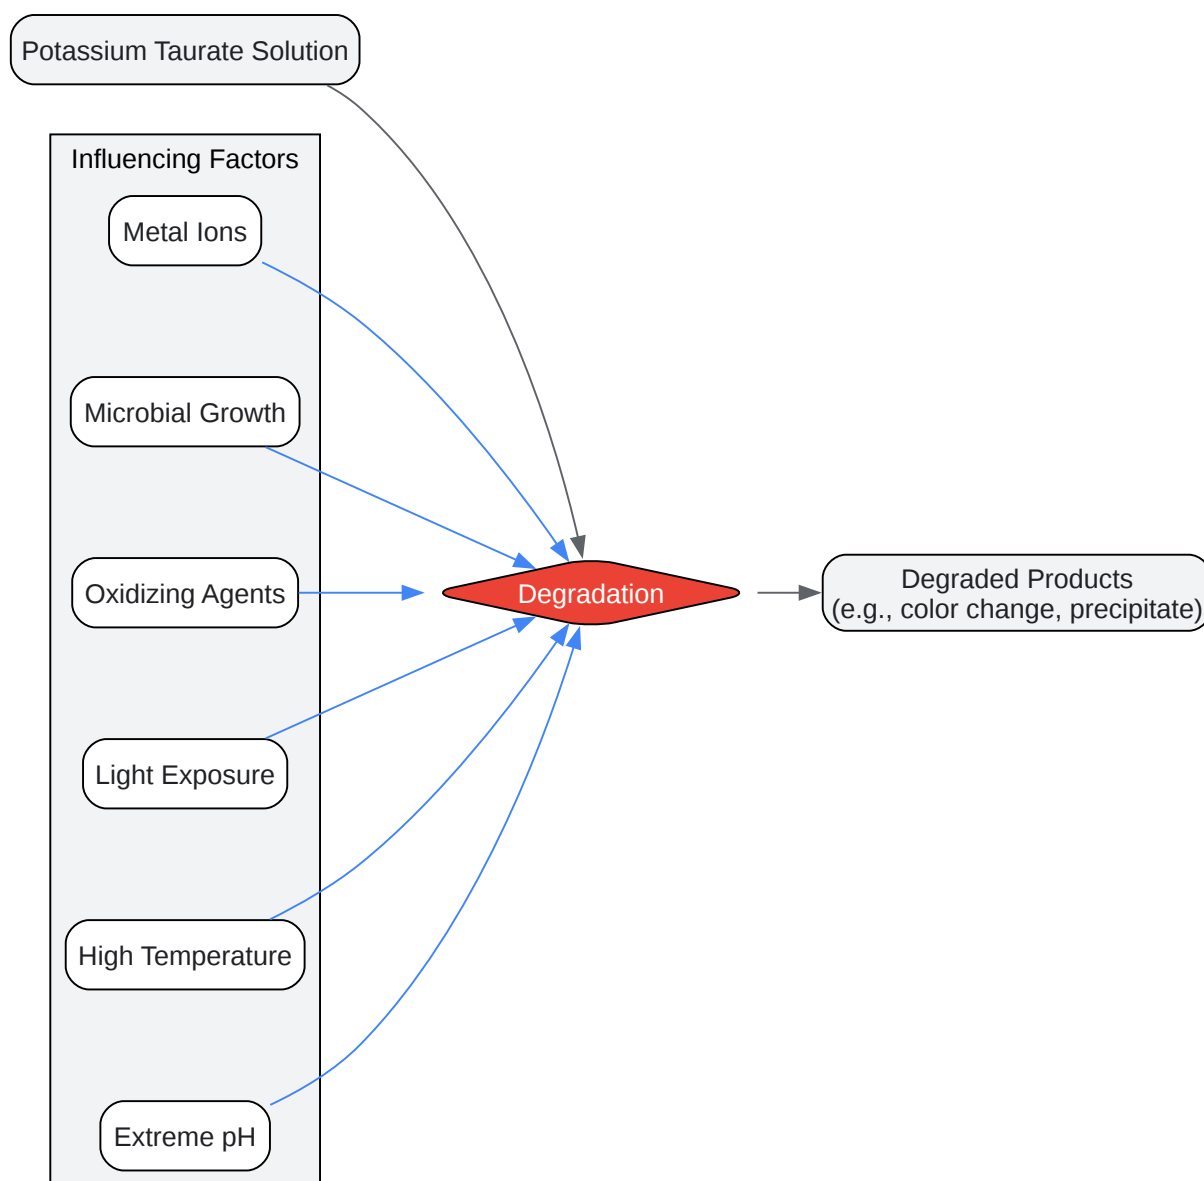 Potassium Taurate Solution
Influencing Factors
Metal Ions
Microbial Growth
Oxidizing Agents
Light Exposure
High Temperature
Extreme pH
Degradation
Degraded Products
(e.g., color change, precipitate)